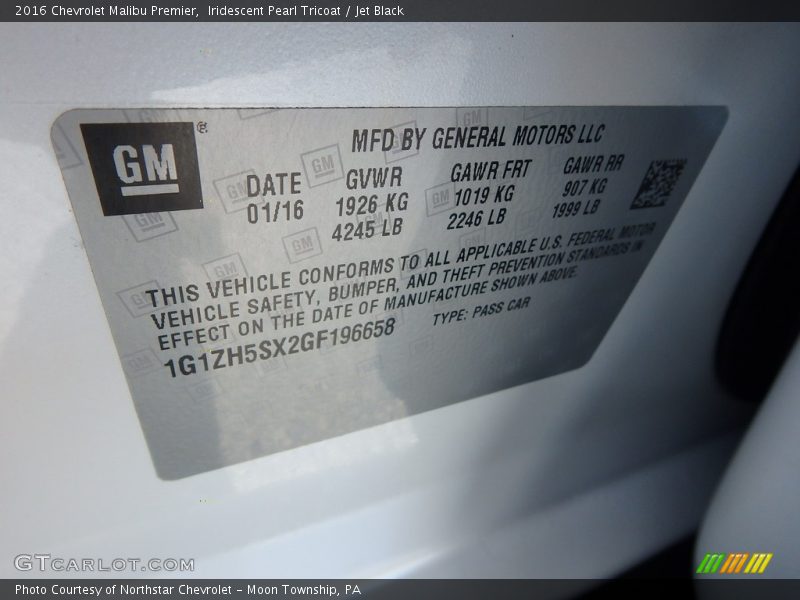 2016 Chevrolet Malibu Premier,  Iridescent Pearl Tricoat / Jet Black
GM ®
MFD BY GENERAL MOTORS LLC
DATE GVWR GAWR FRT GAWR RR
01/16 1926 KG 1019 KG 907 KG
4245 LB 2246 LB 1999 LB
THIS VEHICLE CONFORMS TO ALL APPLICABLE U.S. FEDERAL MOTOR
VEHICLE SAFETY, BUMPER, AND THEFT PREVENTION STANDARDS IN
EFFECT ON THE DATE OF MANUFACTURE SHOWN ABOVE.
1G1ZH5SX2GF196658 TYPE: PASS CAR
GTCARLOT.COM
Photo Courtesy of Northstar Chevrolet - Moon Township, PA